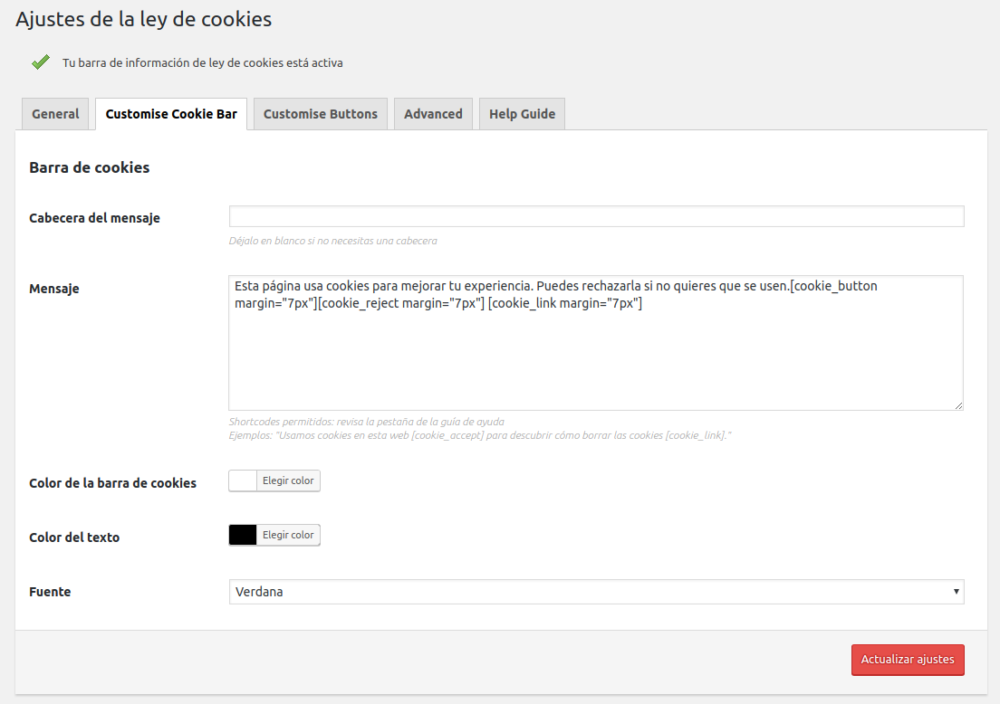 Ajustes de la ley de cookies
Tu barra de información de ley de cookies está activa
General
Customise Cookie Bar
Customise Buttons
Advanced
Help Guide
Barra de cookies
Cabecera del mensaje
Déjalo en blanco si no necesitas una cabecera
Mensaje
Esta página usa cookies para mejorar tu experiencia. Puedes rechazarla si no quieres que se usen.[cookie_button
margin="7px"][cookie_reject margin="7px"] [cookie_link margin="7px"]
Shortcodes permitidos: revisa la pestaña de la guía de ayuda
Ejemplos: "Usamos cookies en esta web [cookie_accept] para descubrir cómo borrar las cookies [cookie_link]."
Color de la barra de cookies
Elegir color
Color del texto
Elegir color
Fuente
Verdana
Actualizar ajustes